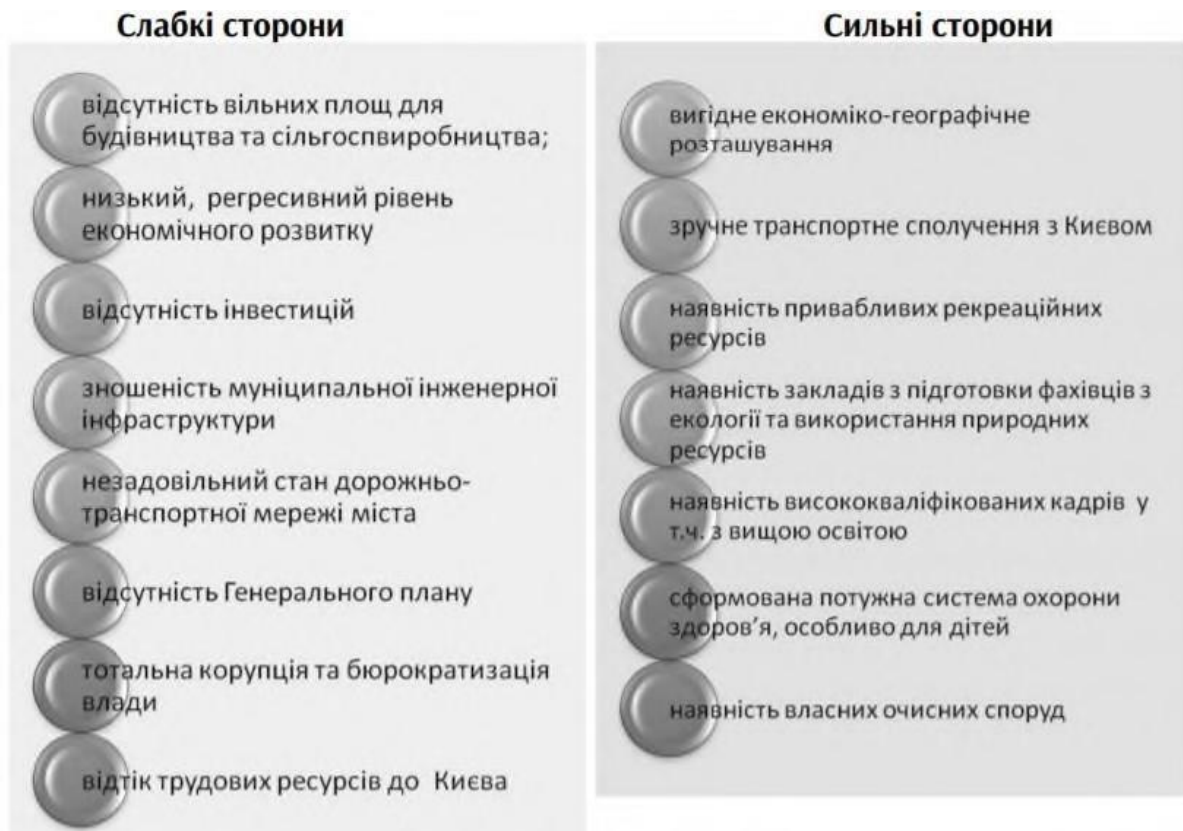 Слабкі сторони
відсутність вільних площ для
будівництва та сільгоспвиробництва;
низький, регресивний рівень
економічного розвитку
відсутність інвестицій
зношеність муніципальної інженерної
інфраструктури
незадовільний стан дорожньо-
транспортної мережі міста
відсутність Генерального плану
тотальна корупція та бюрократизація
влади
відтік трудових ресурсів до Києва
Сильні сторони
вигідне економіко-географічне
розташування
зручне транспортне сполучення з Києвом
наявність привабливих рекреаційних
ресурсів
наявність закладів з підготовки фахівців з
екології та використання природних
ресурсів
наявність висококваліфікованих кадрів у
т.ч. з вищою освітою
сформована потужна система охорони
здоров’я, особливо для дітей
наявність власних очисних споруд